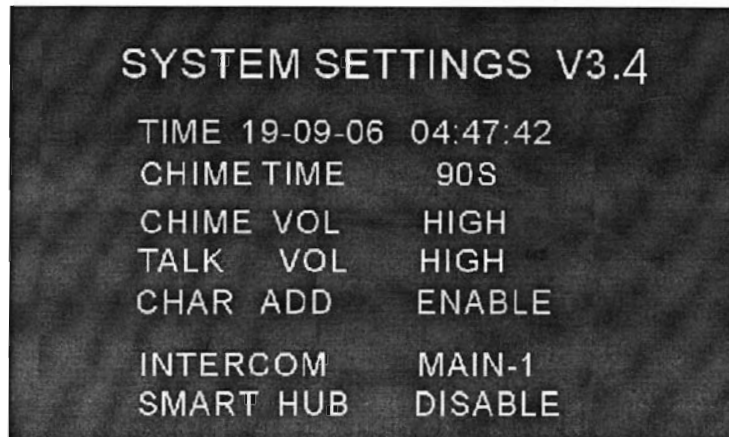 SYSTEM SETTINGS V3.4
TIME 19-09-06 04:47:42
CHIME TIME 90S
CHIME VOL HIGH
TALK VOL HIGH
CHAR ADD ENABLE
INTERCOM MAIN-1
SMART HUB DISABLE